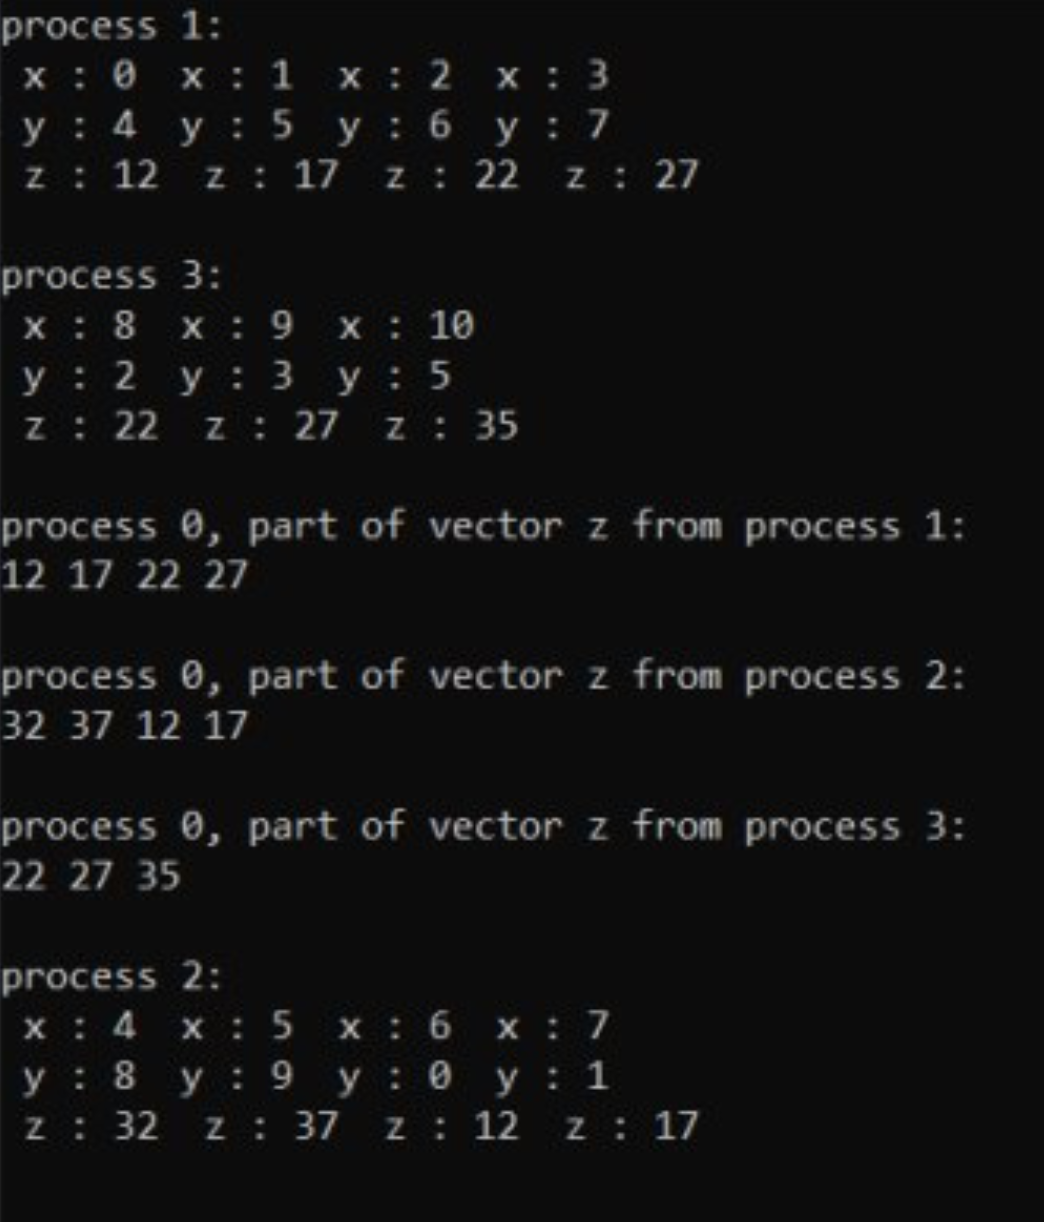 process 1:
x : 0 x : 1 x : 2 x : 3
y : 4 y : 5 y : 6 y : 7
z : 12 z : 17 z : 22 z : 27
process 3:
x : 8 x : 9 x : 10
y : 2 y : 3 y : 5
z : 22 z : 27 z : 35
process 0, part of vector z from process 1:
12 17 22 27
process 0, part of vector z from process 2:
32 37 12 17
process 0, part of vector z from process 3:
22 27 35
process 2:
x : 4 x : 5 x : 6 x : 7
y : 8 y : 9 y : 0 y : 1
z : 32 z : 37 z : 12 z : 17